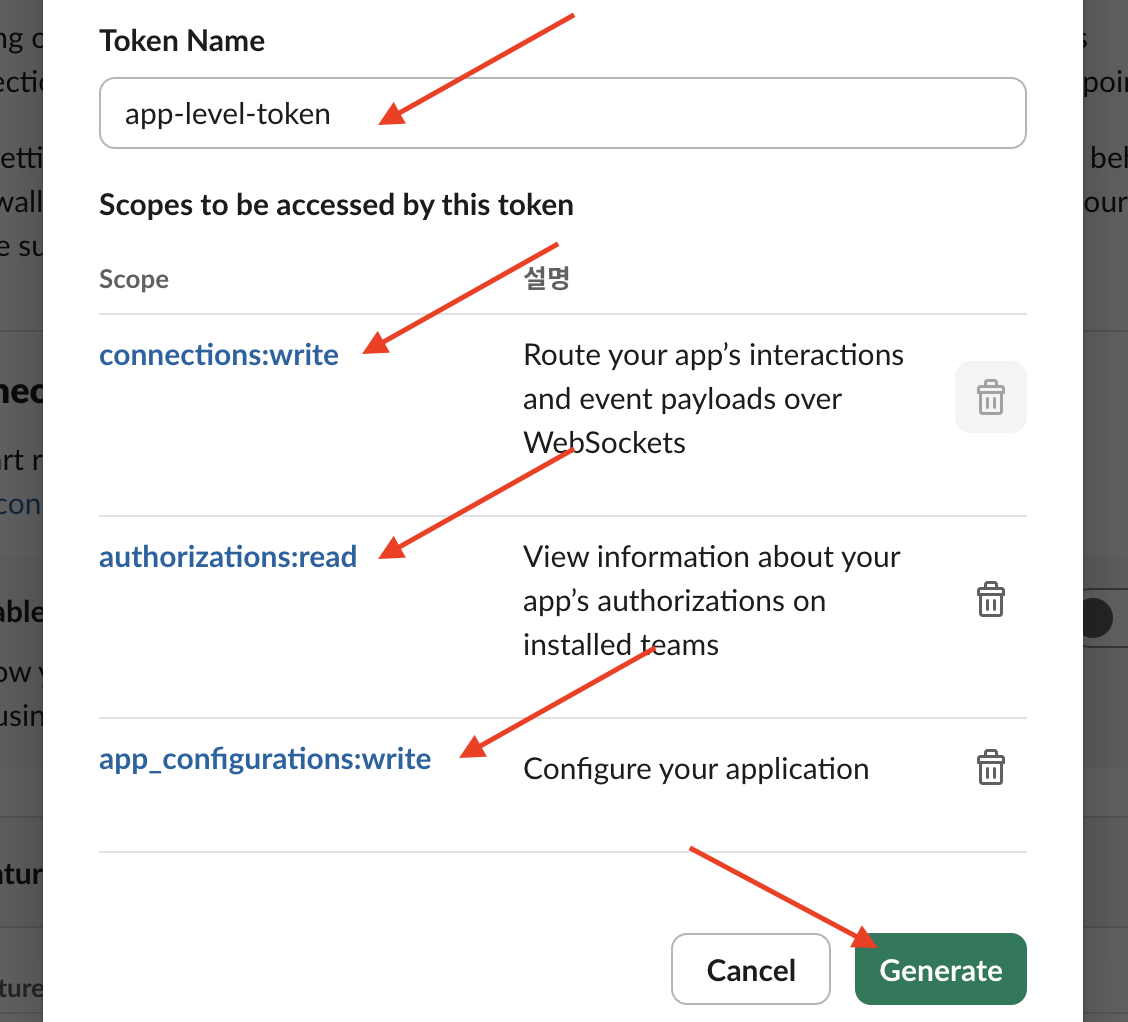 Token Name
app-level-token
Scopes to be accessed by this token
Scope 설명
connections:write
Route your app’s interactions
and event payloads over
WebSockets
authorizations:read
View information about your
app’s authorizations on
installed teams
app_configurations:write
Configure your application
Cancel Generate